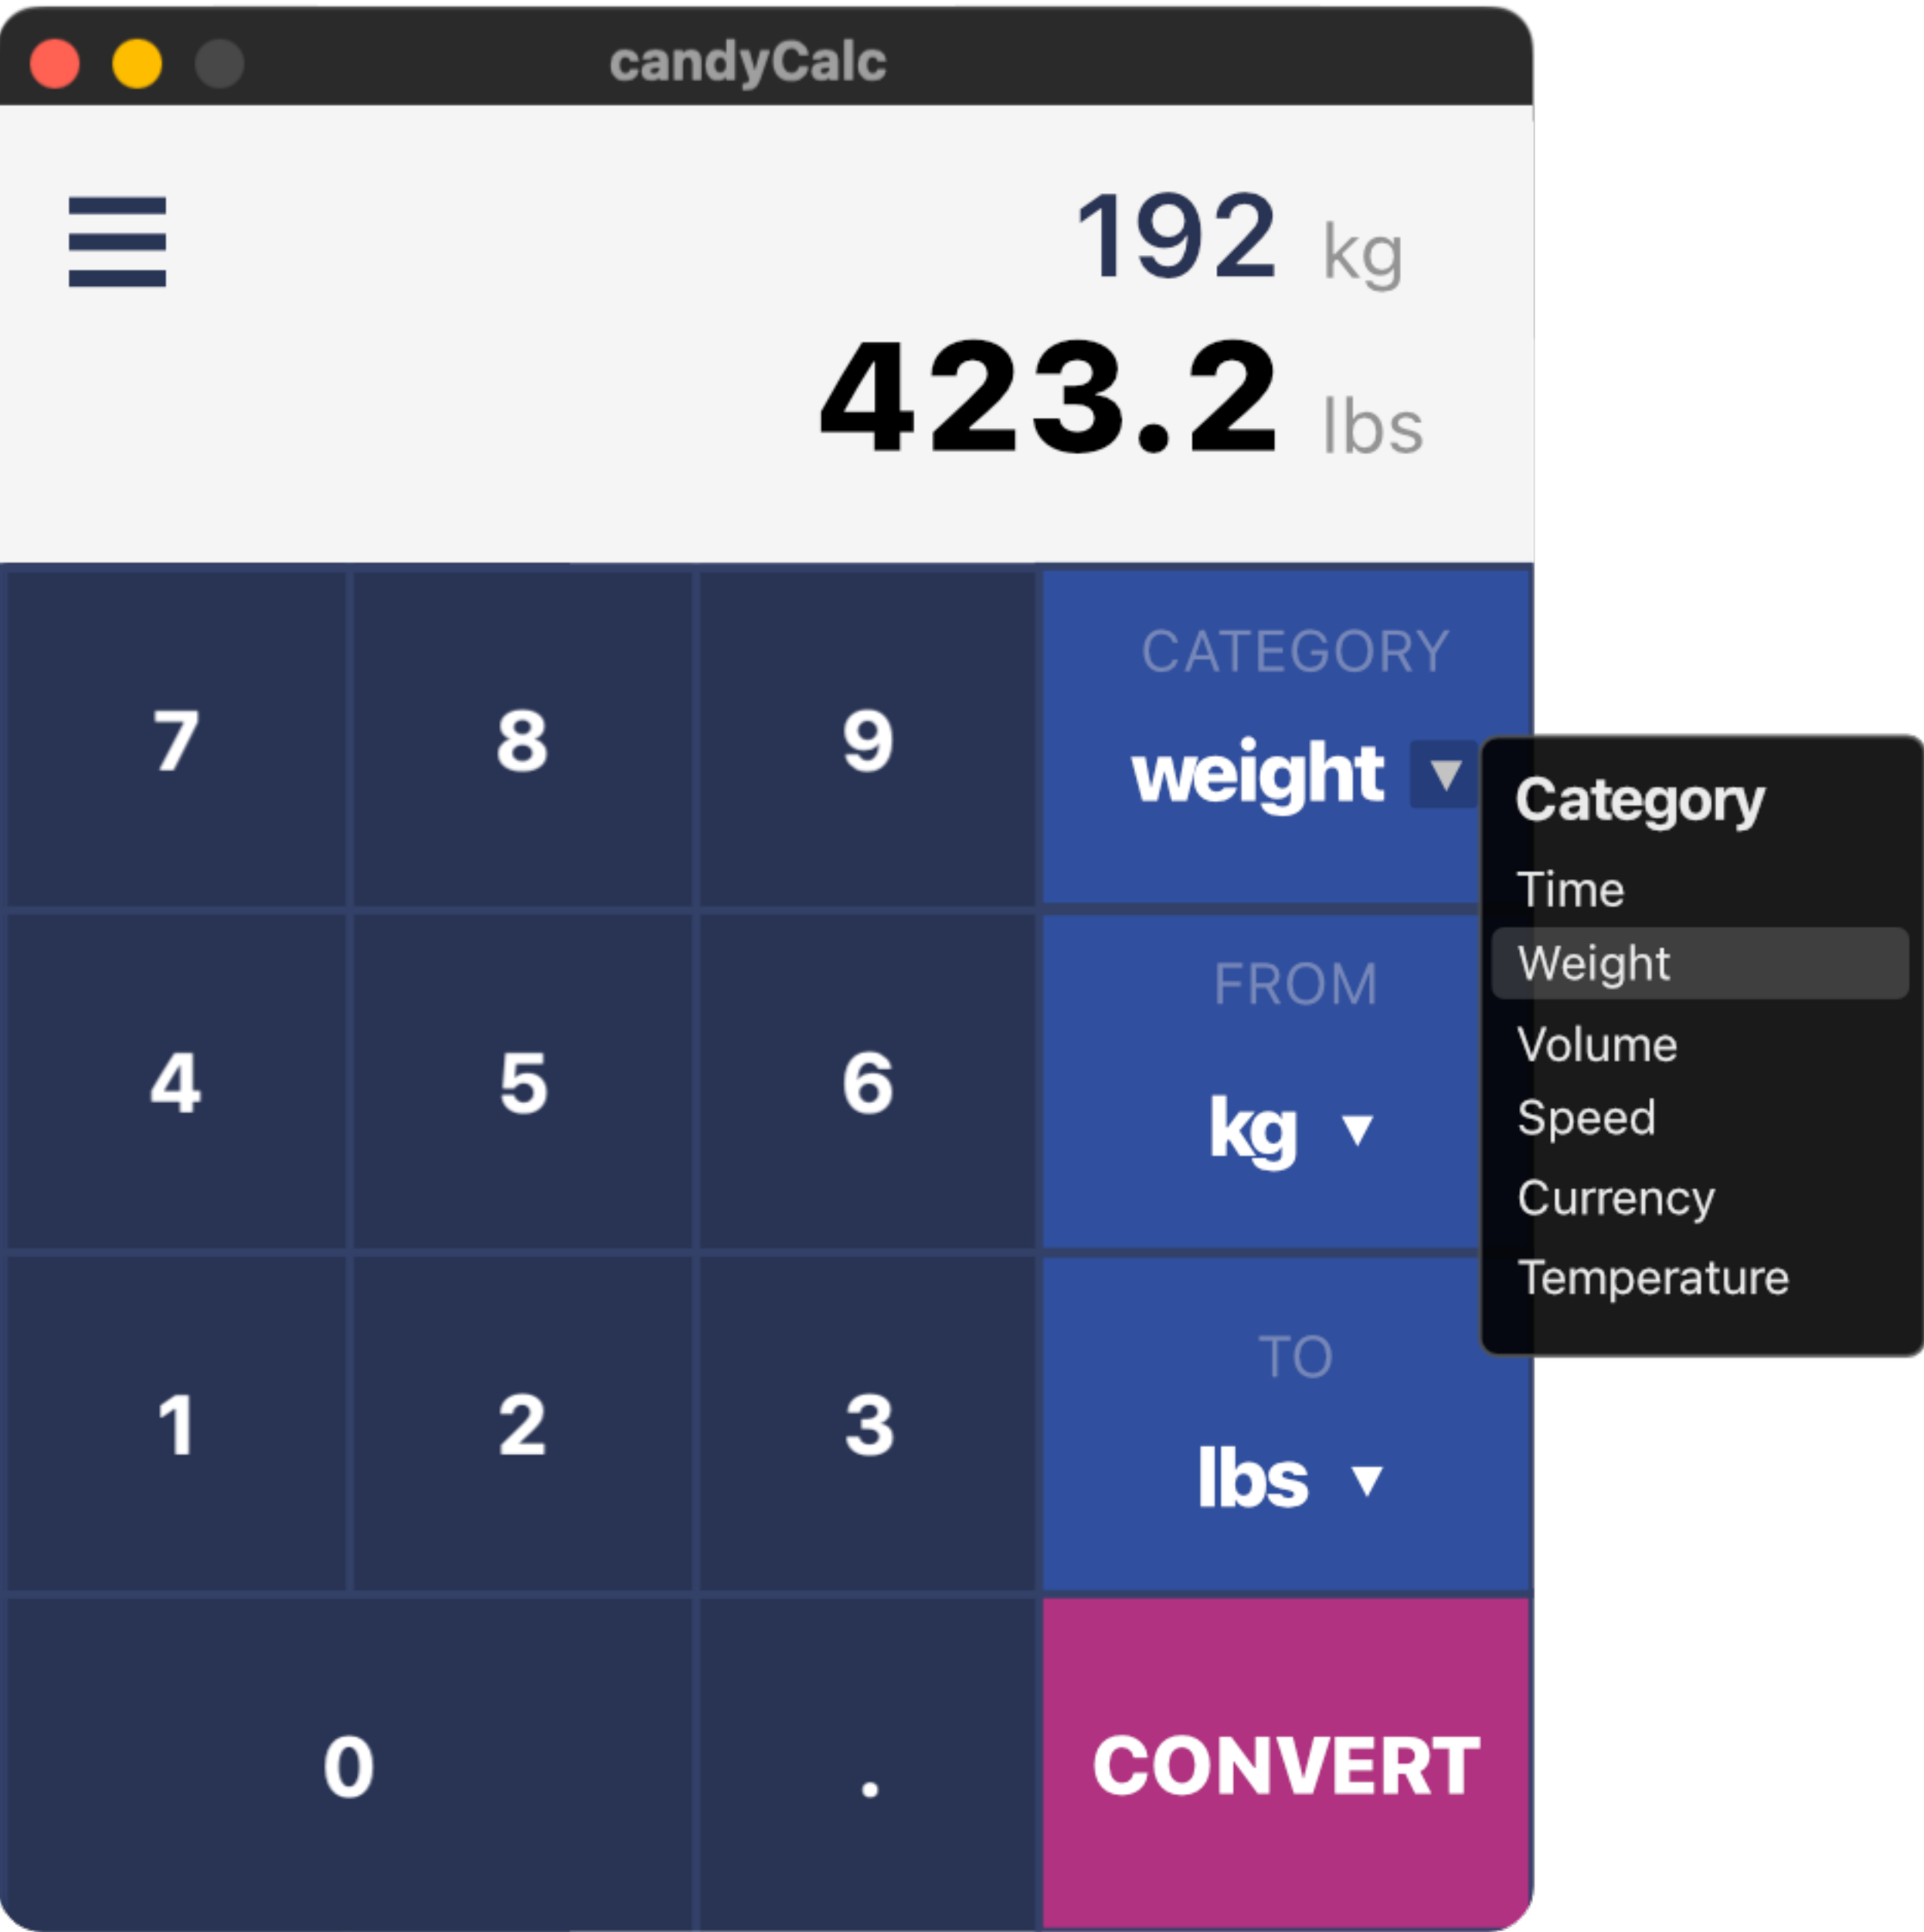 candyCalc
192 kg
423.2 lbs
7 8 9
CATEGORY
weight ▼
4 5 6
FROM
kg ▼
1 2 3
TO
lbs ▼
0 .
CONVERT
Category
Time
Weight
Volume
Speed
Currency
Temperature